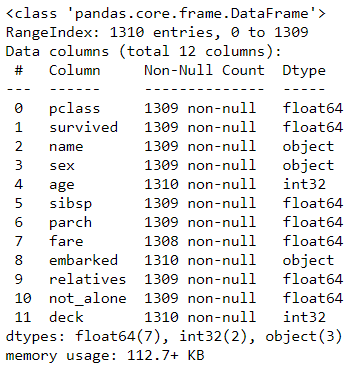 <class 'pandas.core.frame.DataFrame'>
RangeIndex: 1310 entries, 0 to 1309
Data columns (total 12 columns):
 #   Column     Non-Null Count  Dtype
---  ------     --------------  -----
 0   pclass     1309 non-null   float64
 1   survived   1309 non-null   float64
 2   name       1309 non-null   object
 3   sex        1309 non-null   object
 4   age        1310 non-null   int32
 5   sibsp      1309 non-null   float64
 6   parch      1309 non-null   float64
 7   fare       1308 non-null   float64
 8   embarked   1310 non-null   object
 9   relatives  1309 non-null   float64
 10  not_alone  1309 non-null   float64
 11  deck       1310 non-null   int32
dtypes: float64(7), int32(2), object(3)
memory usage: 112.7+ KB